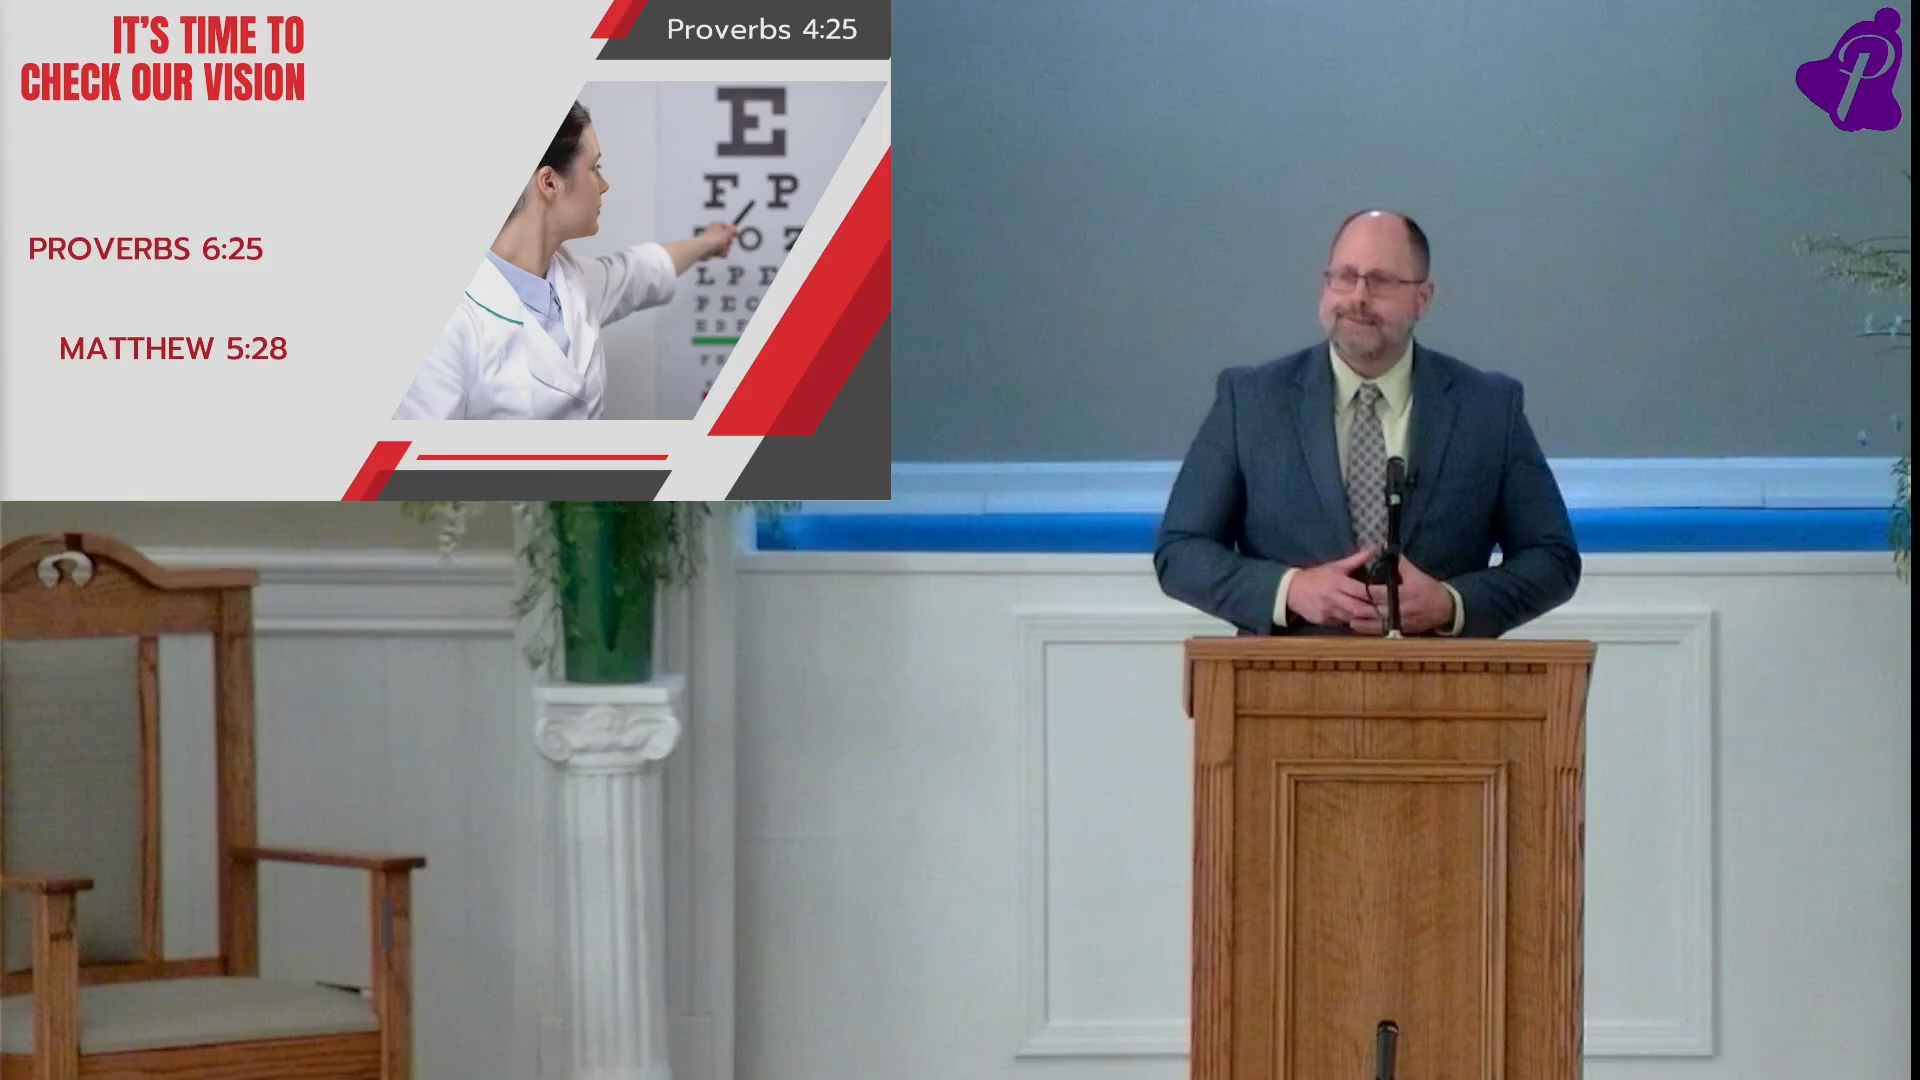 IT'S TIME TO
CHECK OUR VISION
Proverbs 4:25
PROVERBS 6:25
MATTHEW 5:28
E
F P
T O Z
L P E
P E C
P